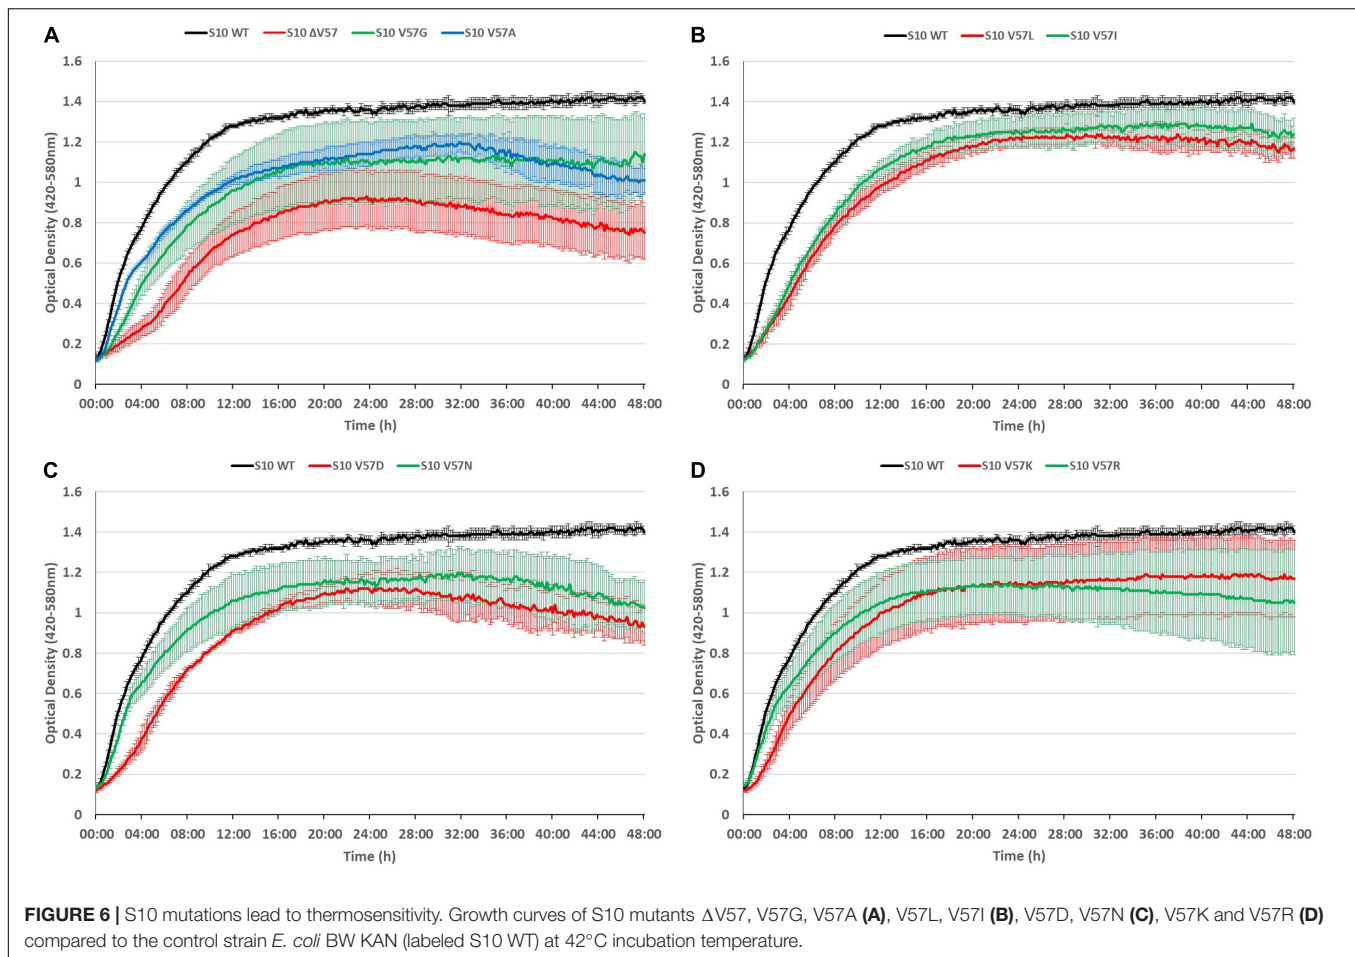 A
S10 WT S10 ΔV57 S10 V57G S10 V57A
1.6
1.4
1.2
1
0.8
0.6
0.4
0.2
0
Optical Density (420-580nm)
00:00 04:00 08:00 12:00 16:00 20:00 24:00 28:00 32:00 36:00 40:00 44:00 48:00
Time (h)
B
S10 WT S10 V57L S10 V57I
1.6
1.4
1.2
1
0.8
0.6
0.4
0.2
0
Optical Density (420-580nm)
00:00 04:00 08:00 12:00 16:00 20:00 24:00 28:00 32:00 36:00 40:00 44:00 48:00
Time (h)
C
S10 WT S10 V57D S10 V57N
1.6
1.4
1.2
1
0.8
0.6
0.4
0.2
0
Optical Density (420-580nm)
00:00 04:00 08:00 12:00 16:00 20:00 24:00 28:00 32:00 36:00 40:00 44:00 48:00
Time (h)
D
S10 WT S10 V57K S10 V57R
1.6
1.4
1.2
1
0.8
0.6
0.4
0.2
0
Optical Density (420-580nm)
00:00 04:00 08:00 12:00 16:00 20:00 24:00 28:00 32:00 36:00 40:00 44:00 48:00
Time (h)
FIGURE 6 | S10 mutations lead to thermosensitivity. Growth curves of S10 mutants ΔV57, V57G, V57A (A), V57L, V57I (B), V57D, V57N (C), V57K and V57R (D)
compared to the control strain E. coli BW KAN (labeled S10 WT) at 42°C incubation temperature.